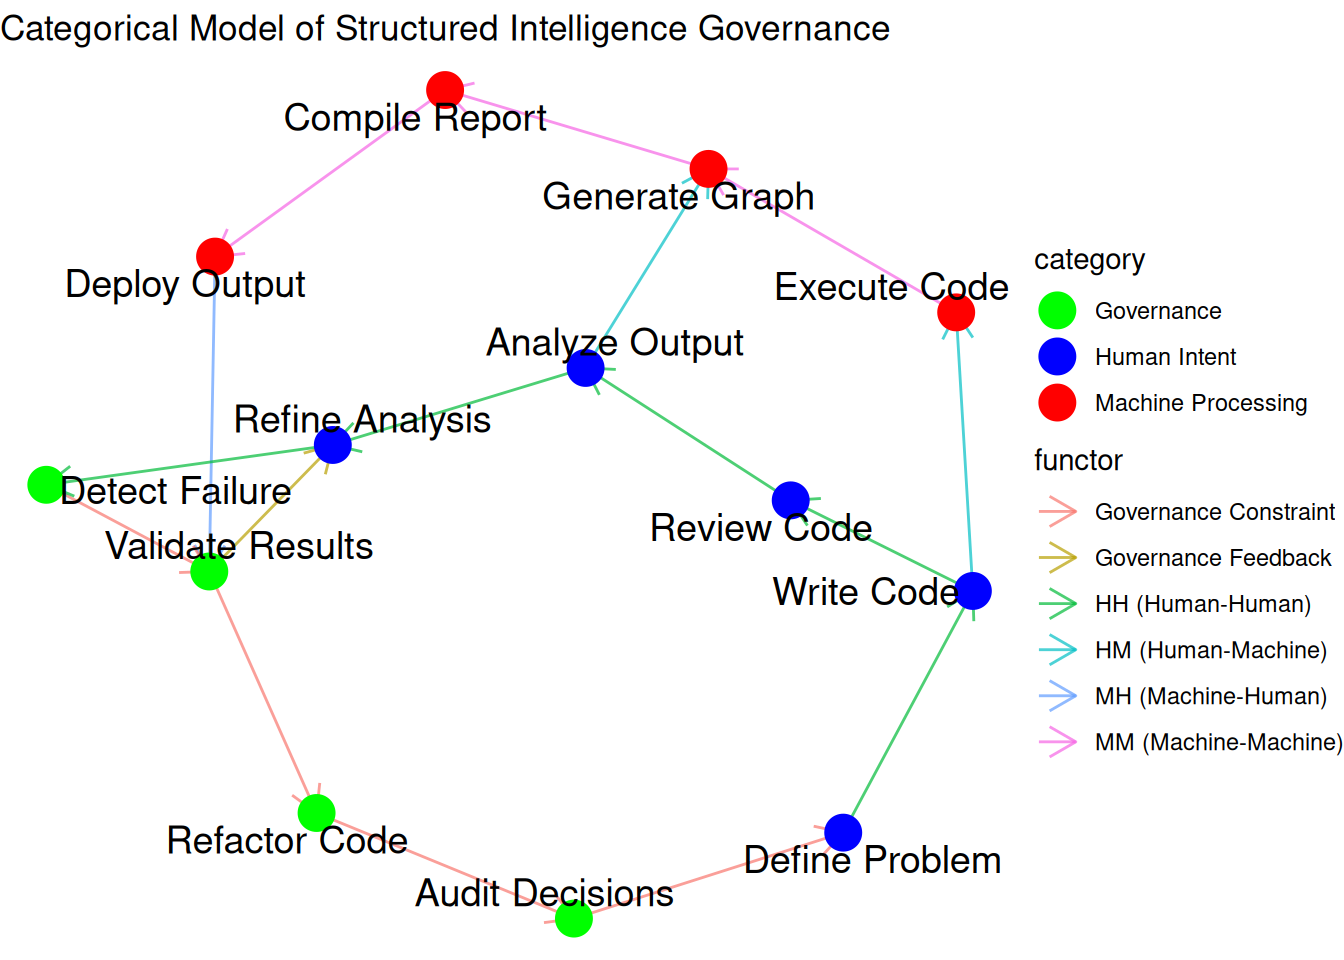 Categorical Model of Structured Intelligence Governance
Compile Report
Generate Graph
Deploy Output
Execute Code
Analyze Output
Refine Analysis
Detect Failure
Validate Results
Review Code
Write Code
Refactor Code
Define Problem
Audit Decisions
category
Governance
Human Intent
Machine Processing
functor
Governance Constraint
Governance Feedback
HH (Human-Human)
HM (Human-Machine)
MH (Machine-Human)
MM (Machine-Machine)